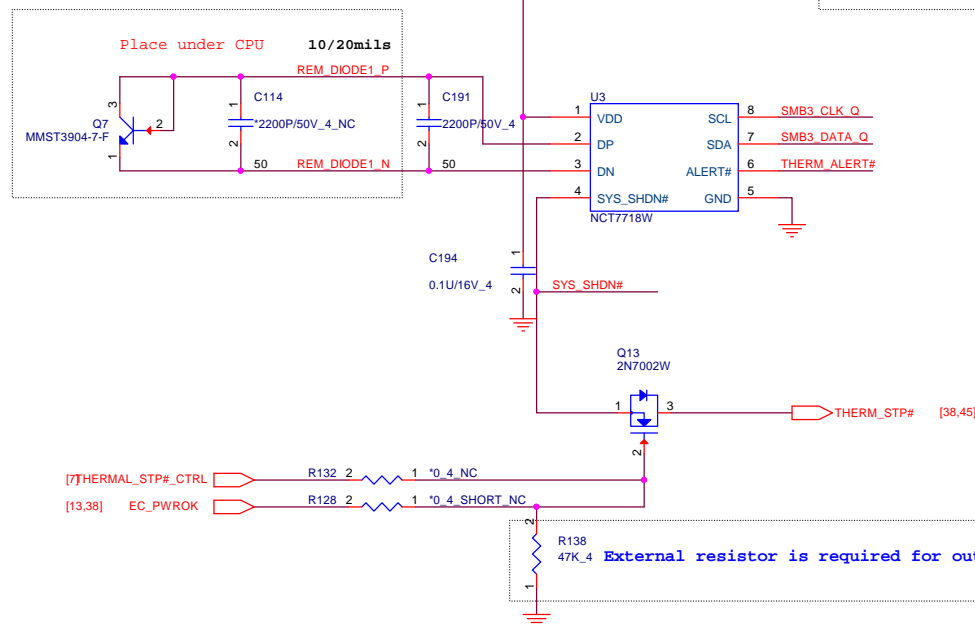 Place under CPU 10/20mils
REM_DIODE1_P
3
Q7
MMST3904-7-F
2
1
1
C114
*2200P/50V_4_NC
2
1
C191
2200P/50V_4
2
50
REM_DIODE1_N
50
U3
1 VDD SCL 8 SMB3_CLK_Q
2 DP SDA 7 SMB3_DATA_Q
3 DN ALERT# 6 THERM_ALERT#
4 SYS_SHDN# GND 5
NCT7718W
1
C194
0.1U/16V_4
2
SYS_SHDN#
Q13
2N7002W
1 3
2
THERM_STP# [38,45]
[7] THERMAL_STP#_CTRL R132 2 1 *0_4_NC
[13,38] EC_PWROK R128 2 1 *0_4_SHORT_NC
2
R138
47K_4
1
External resistor is required for